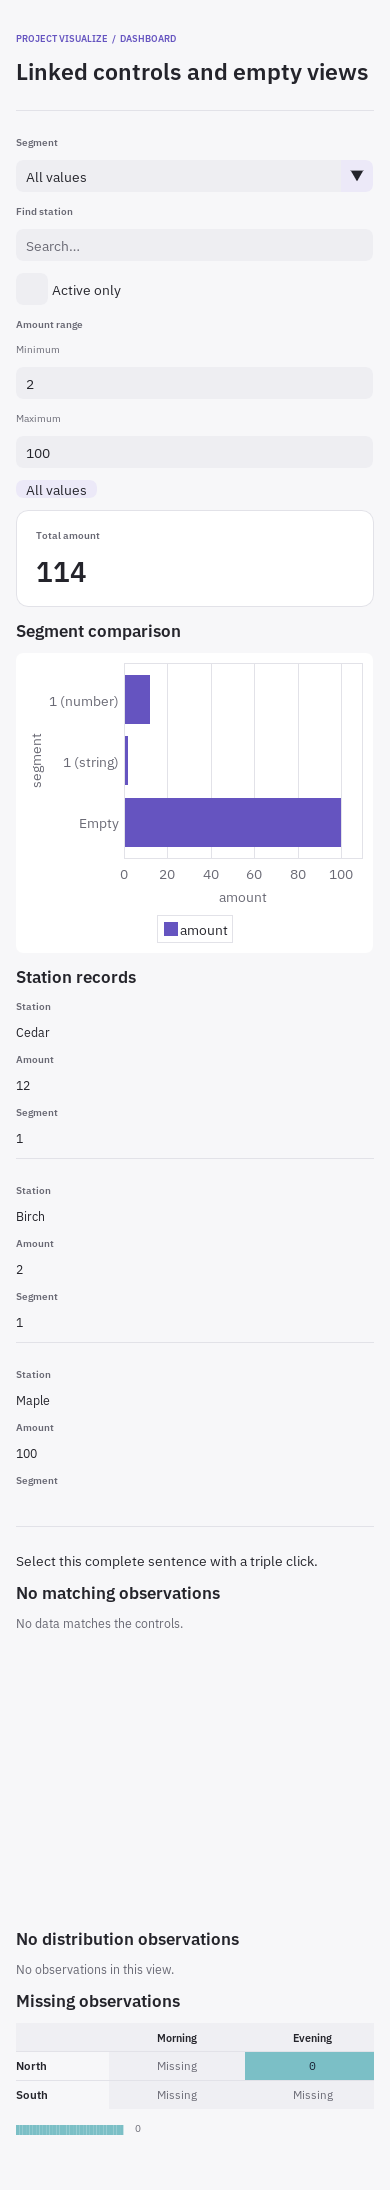 PROJECT VISUALIZE / DASHBOARD
Linked controls and empty views
Segment
All values
Find station
Search...
Active only
Amount range
Minimum
2
Maximum
100
All values
Total amount
114
Segment comparison
1 (number)
1 (string)
Empty
segment
0 20 40 60 80 100
amount
amount
Station records
Station
Cedar
Amount
12
Segment
1
Station
Birch
Amount
2
Segment
1
Station
Maple
Amount
100
Segment
Select this complete sentence with a triple click.
No matching observations
No data matches the controls.
No distribution observations
No observations in this view.
Missing observations
Morning Evening
North Missing 0
South Missing Missing
0